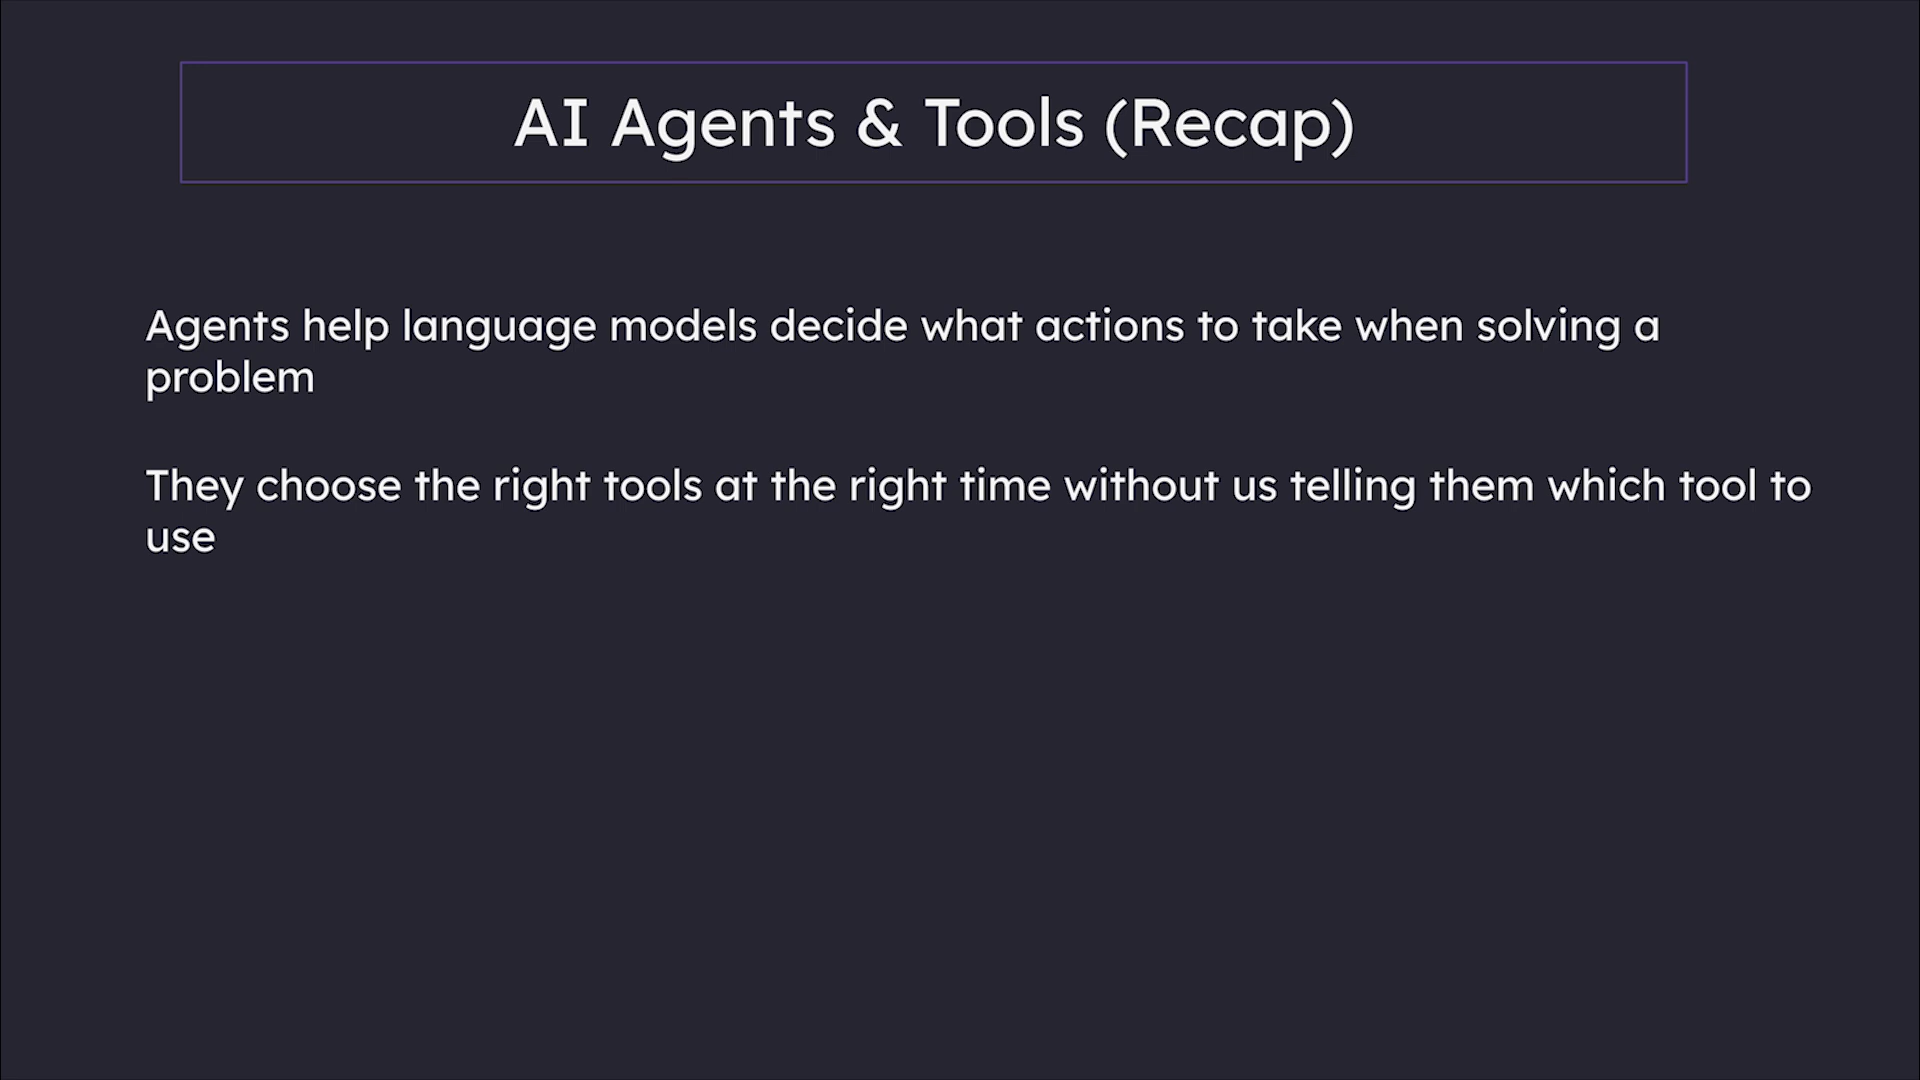 AI Agents & Tools (Recap)
Agents help language models decide what actions to take when solving a
problem
They choose the right tools at the right time without us telling them which tool to
use